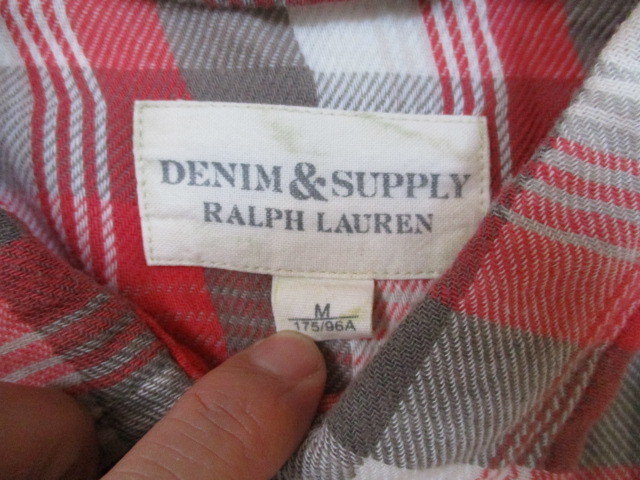 DENIM & SUPPLY
RALPH LAUREN
M
175/96A